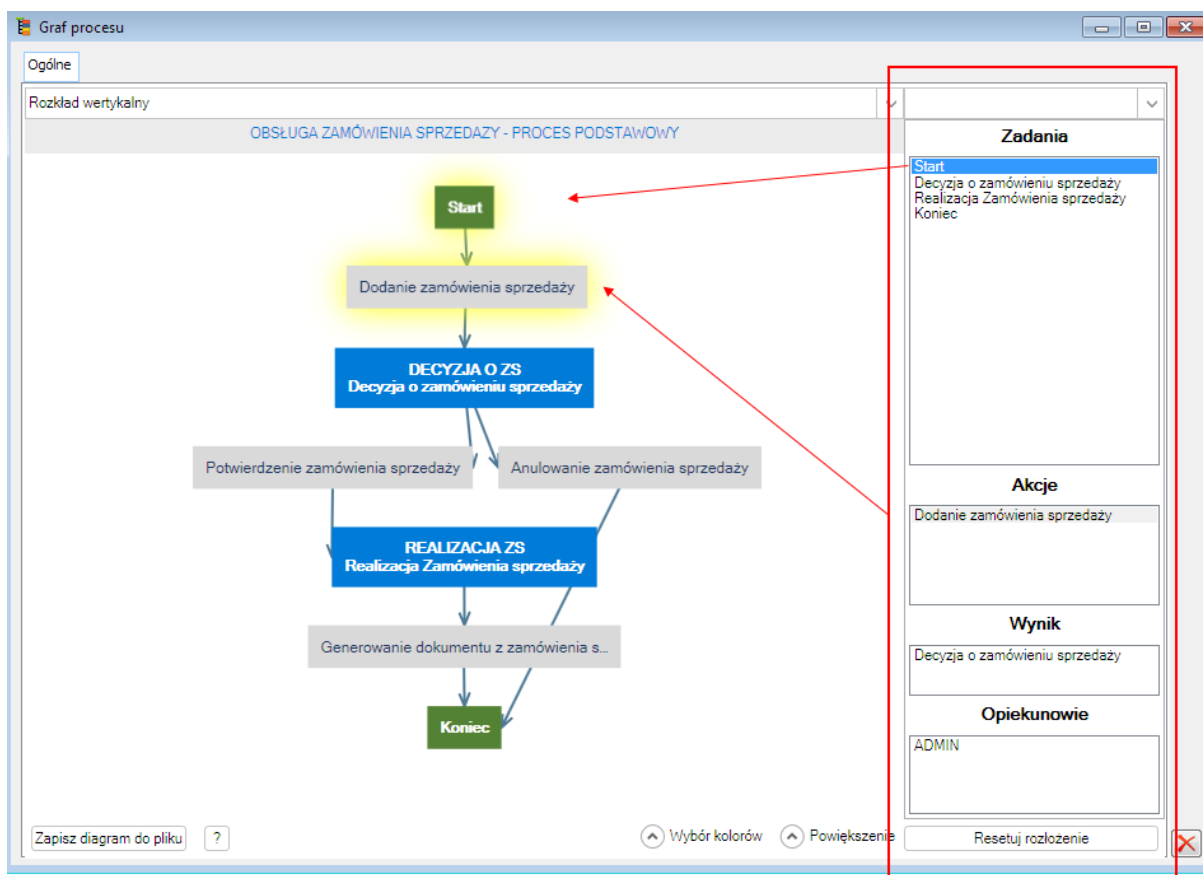 Graf procesu
Ogólne
Rozkład wertykalny
OBSŁUGA ZAMÓWIENIA SPRZEDAZY - PROCES PODSTAWOWY
Start
Dodanie zamówienia sprzedaży
DECYZJA O ZS
Decyzja o zamówieniu sprzedaży
Potwierdzenie zamówienia sprzedaży
Anulowanie zamówienia sprzedaży
REALIZACJA ZS
Realizacja Zamówienia sprzedaży
Generowanie dokumentu z zamówienia s...
Koniec
Zadania
Start
Decyzja o zamówieniu sprzedaży
Realizacja Zamówienia sprzedaży
Koniec
Akcje
Dodanie zamówienia sprzedaży
Wynik
Decyzja o zamówieniu sprzedaży
Opiekunowie
ADMIN
Zapisz diagram do pliku
?
Wybór kolorów
Powiększenie
Resetuj rozłożenie